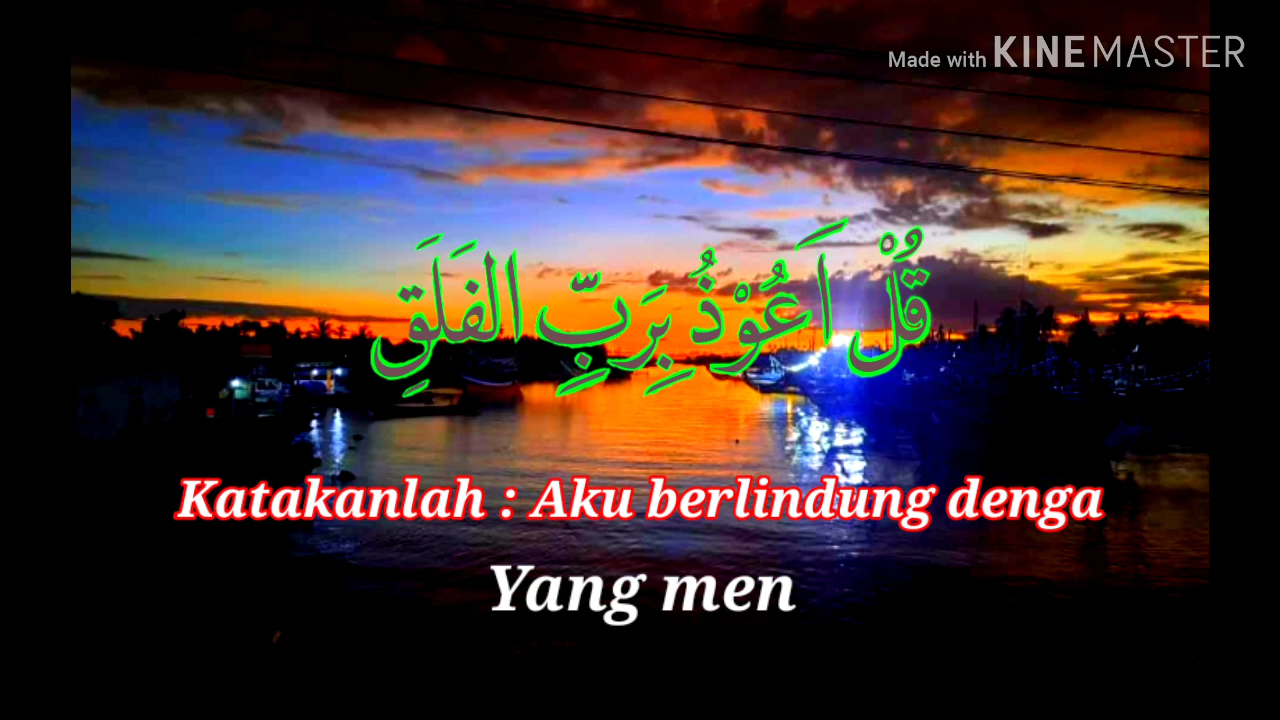 Made with KINEMASTER
قُلْ اَعُوْذُ بِرَبِّ الفَلَقِ
Katakanlah : Aku berlindung denga
Yang men